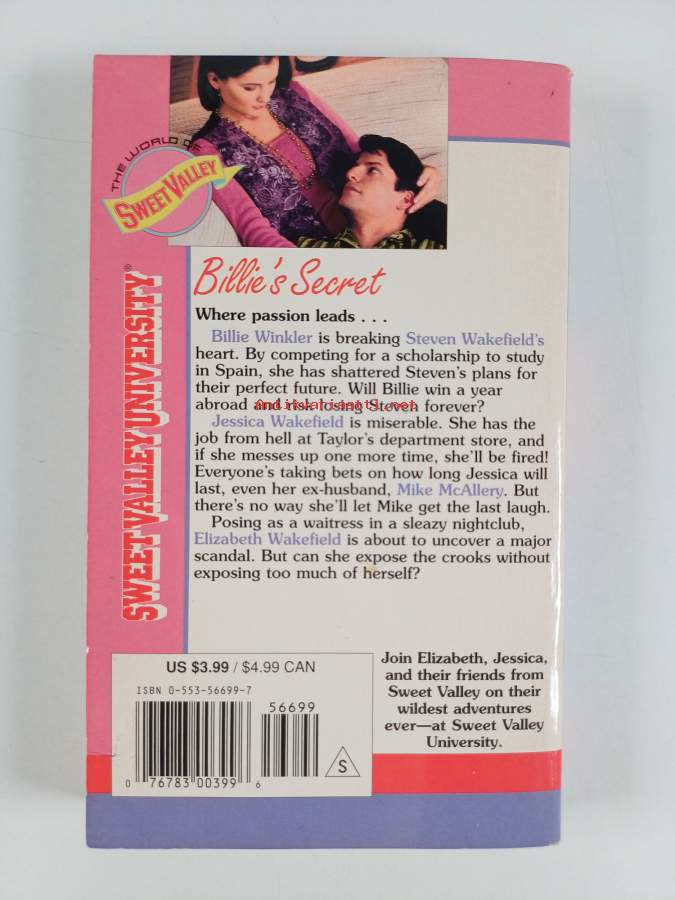 THE WORLD OF
SWEET VALLEY
SWEET VALLEY UNIVERSITY®
Billie's Secret
Where passion leads . . .
Billie Winkler is breaking Steven Wakefield's
heart. By competing for a scholarship to study
in Spain, she has shattered Steven's plans for
their perfect future. Will Billie win a year
abroad and risk losing Steven forever?
Antiikkiaitti.net
Jessica Wakefield is miserable. She has the
job from hell at Taylor's department store, and
if she messes up one more time, she'll be fired!
Everyone's taking bets on how long Jessica will
last, even her ex-husband, Mike McAllery. But
there's no way she'll let Mike get the last laugh.
Posing as a waitress in a sleazy nightclub,
Elizabeth Wakefield is about to uncover a major
scandal. But can she expose the crooks without
exposing too much of herself?
US $3.99 / $4.99 CAN
ISBN 0-553-56699-7
56699
S
0 76783 00399 6
Join Elizabeth, Jessica,
and their friends from
Sweet Valley on their
wildest adventures
ever—at Sweet Valley
University.